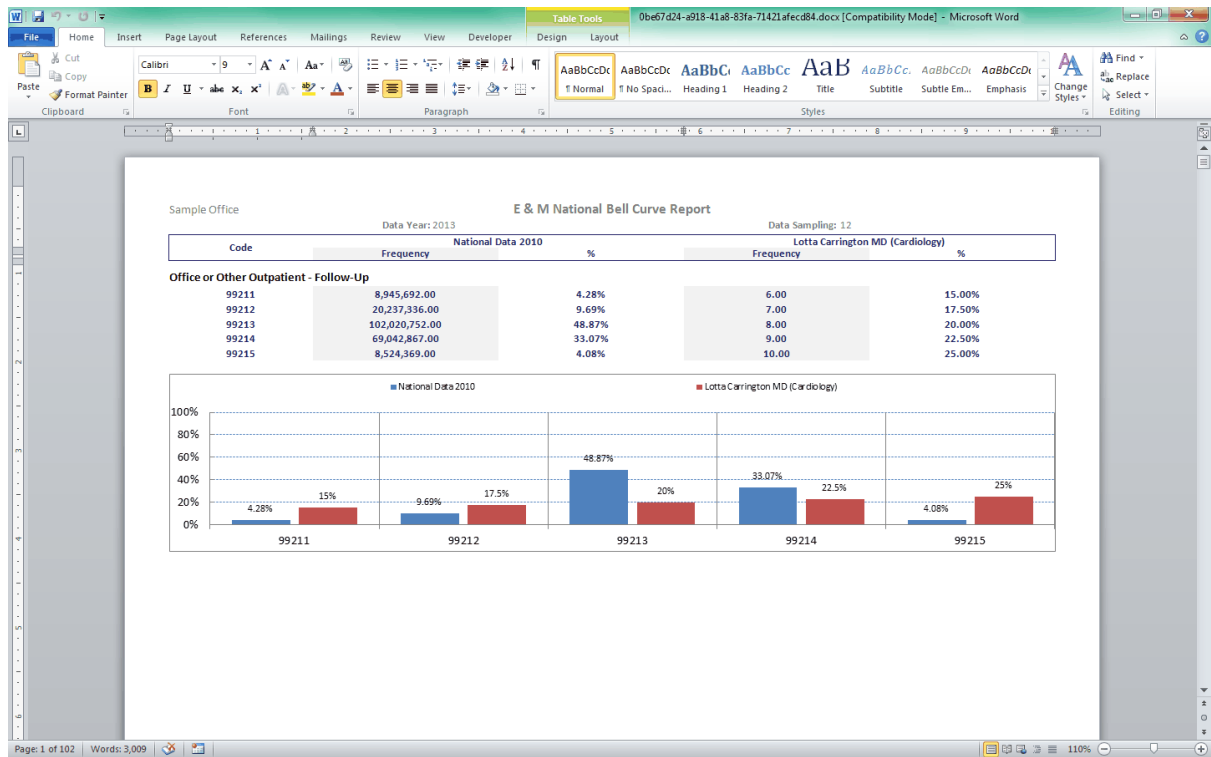 Table Tools
0be67d24-a918-41a8-83fa-71421afecd84.docx [Compatibility Mode] - Microsoft Word
File Home Insert Page Layout References Mailings Review View Developer Design Layout
Paste
Cut
Copy
Format Painter
Clipboard
Calibri 9
Font
Paragraph
AaBbCcDc AaBbCcDc AaBbC AaBbCc AaB AaBbCc. AaBbCcDc AaBbCcDc
¶ Normal ¶ No Spaci... Heading 1 Heading 2 Title Subtitle Subtle Em... Emphasis
Styles
Change Styles
Find
Replace
Select
Editing
Sample Office E & M National Bell Curve Report
Data Year: 2013 Data Sampling: 12
Code National Data 2010 Lotta Carrington MD (Cardiology)
Frequency % Frequency %
Office or Other Outpatient - Follow-Up
99211 8,945,692.00 4.28% 6.00 15.00%
99212 20,237,336.00 9.69% 7.00 17.50%
99213 102,020,752.00 48.87% 8.00 20.00%
99214 69,042,867.00 33.07% 9.00 22.50%
99215 8,524,369.00 4.08% 10.00 25.00%
National Data 2010 Lotta Carrington MD (Cardiology)
100%
80%
60%
40%
20%
0%
4.28% 15% 9.69% 17.5% 48.87% 20% 33.07% 22.5% 4.08% 25%
99211 99212 99213 99214 99215
Page: 1 of 102 Words: 3,009 110%